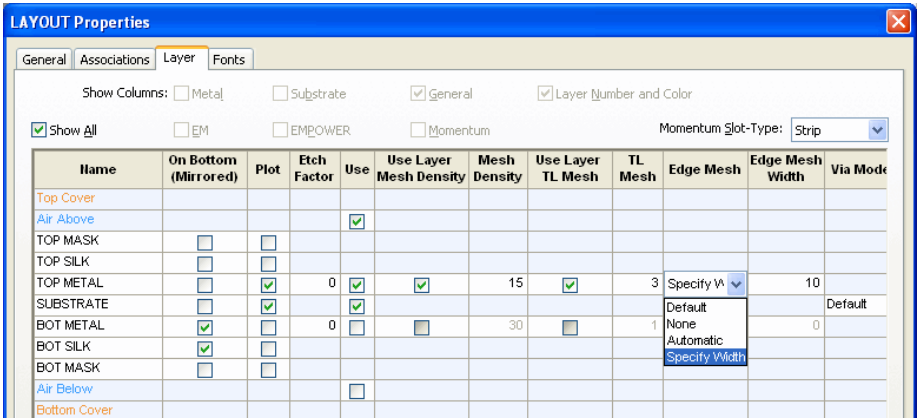 LAYOUT Properties
General Associations Layer Fonts
Show Columns: Metal Substrate General Layer Number and Color
Show All EM EMPOWER Momentum Momentum Slot-Type: Strip
Name On Bottom (Mirrored) Plot Etch Factor Use Use Layer Mesh Density Mesh Density Use Layer TL Mesh TL Mesh Edge Mesh Edge Mesh Width Via Mode
Top Cover
Air Above
TOP MASK
TOP SILK
TOP METAL 0 15 3 Specify W 10
SUBSTRATE Default
Default
BOT METAL 0 30 1 None 0
Automatic
BOT SILK
Specify Width
BOT MASK
Air Below
Bottom Cover